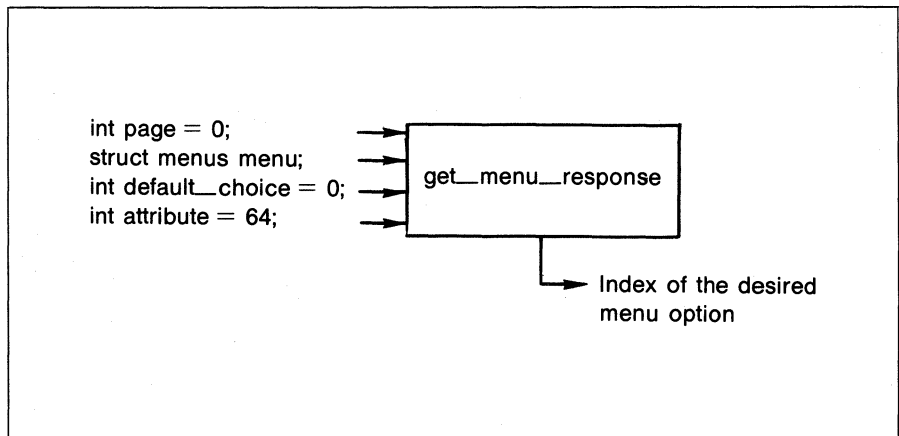 int page = 0;
struct menus menu;
int default_choice = 0;
int attribute = 64;
get_menu_response
Index of the desired
menu option